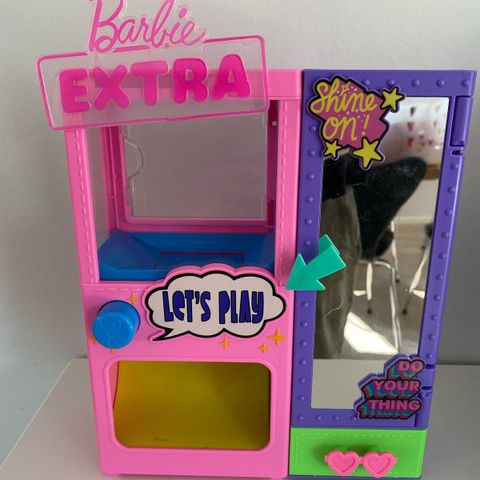 Barbie
EXTRA
Shine
on!
LET'S PLAY
DO
YOUR
THING